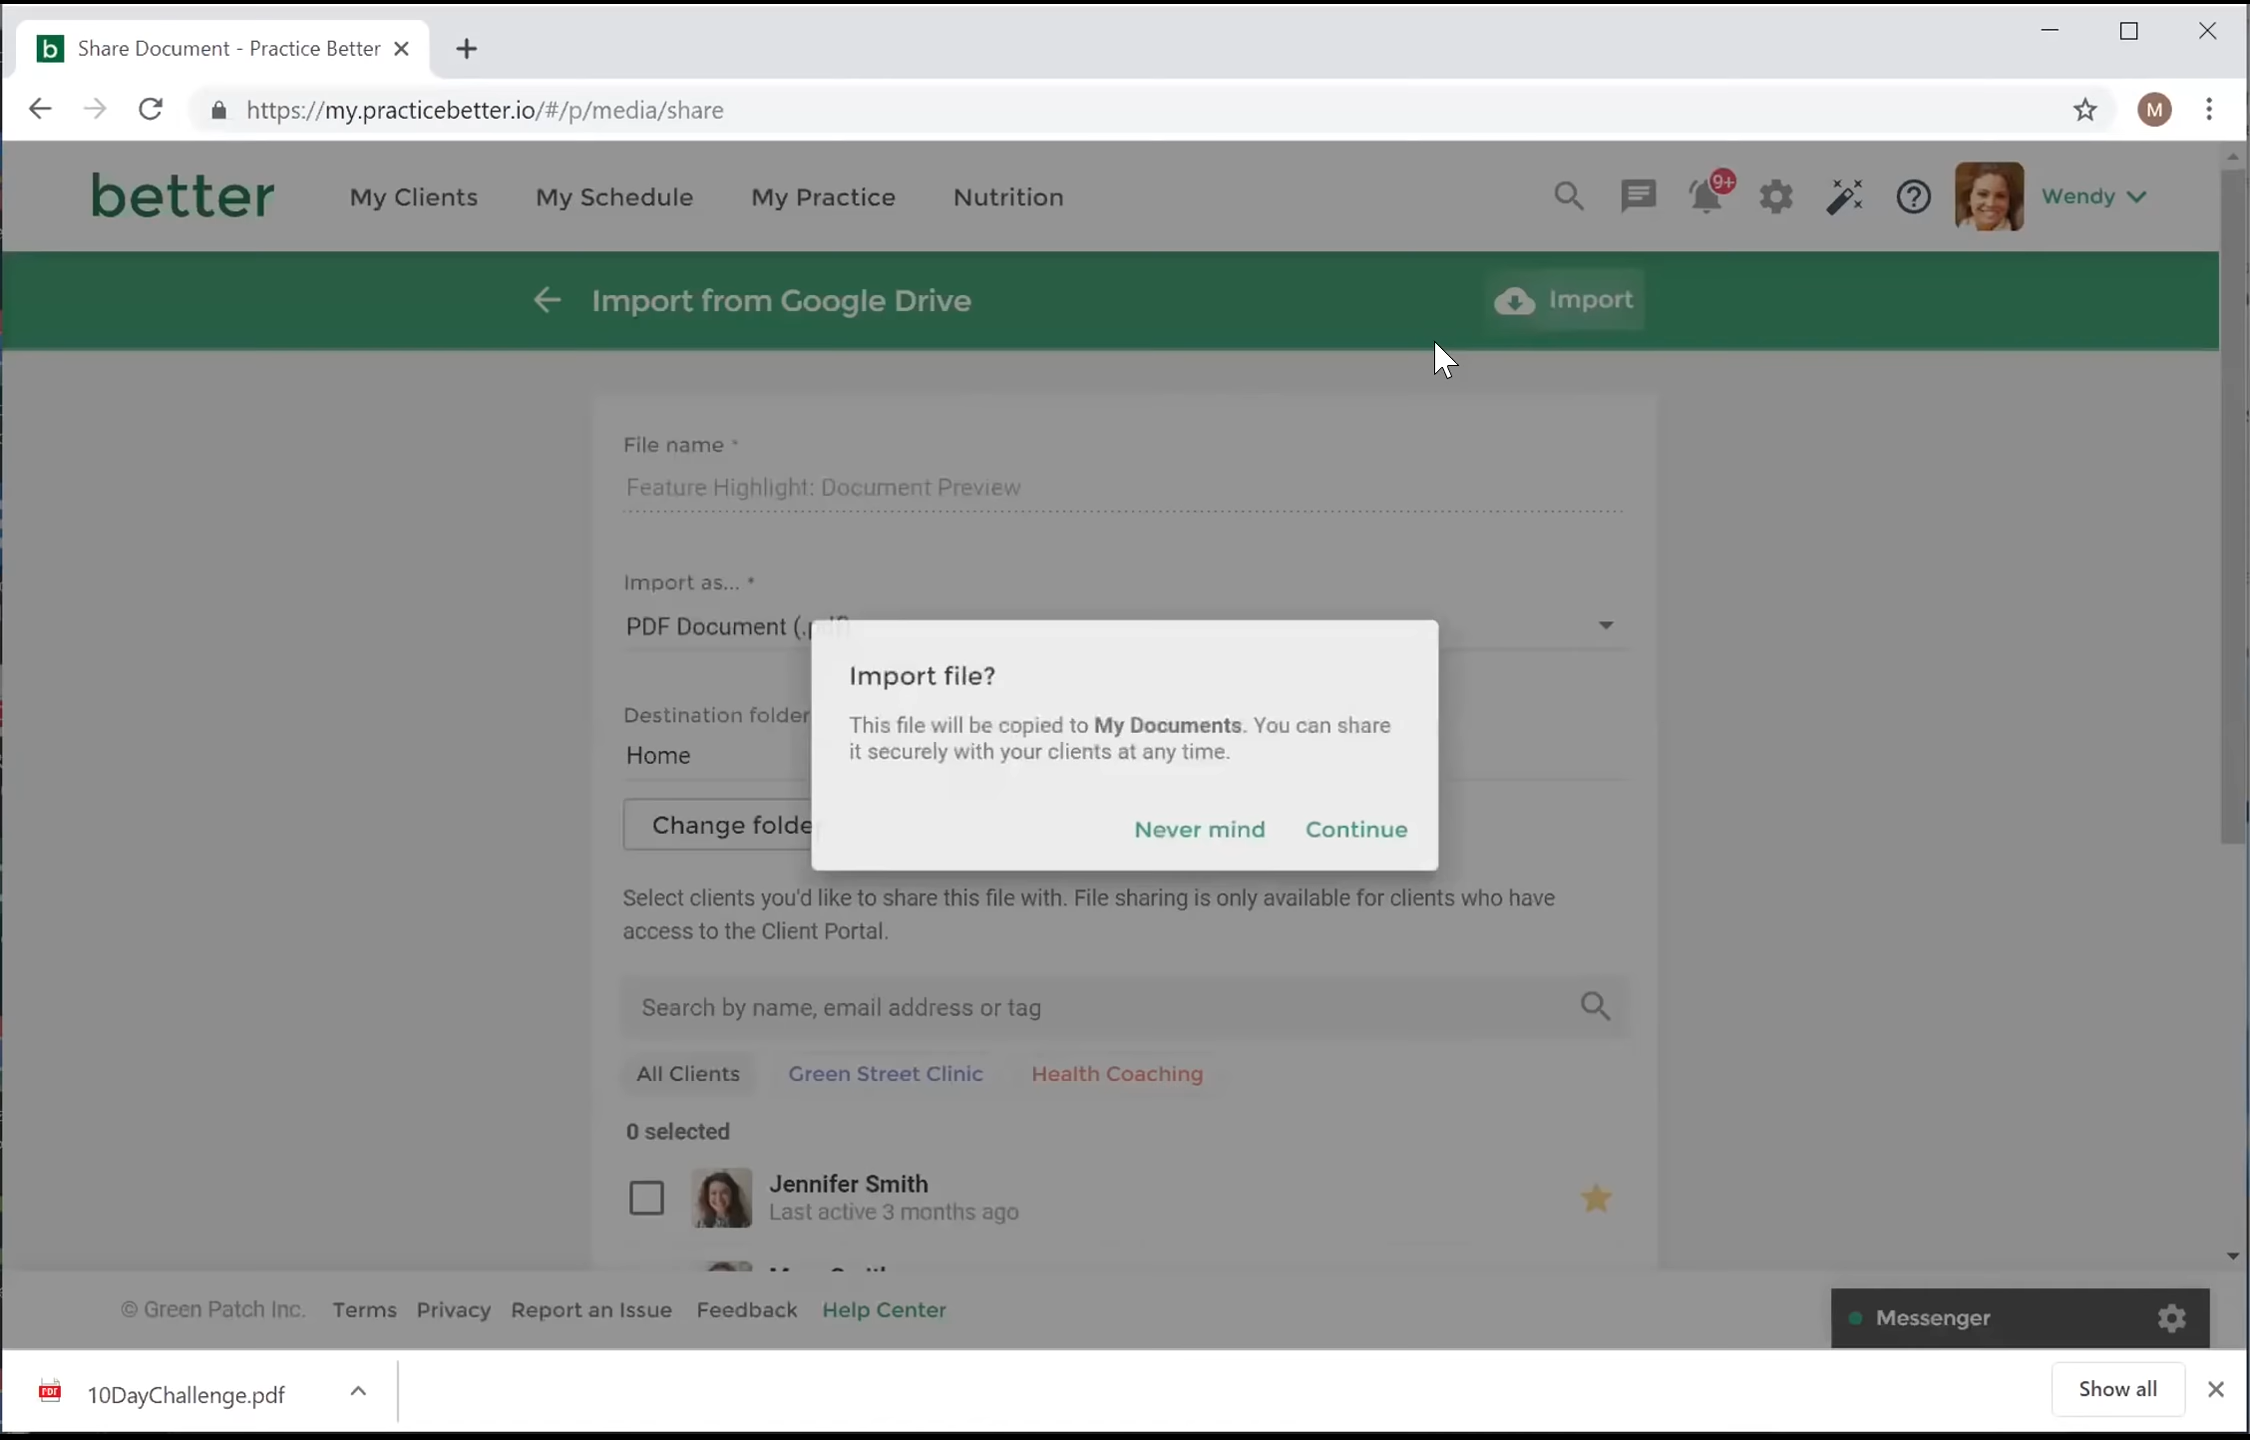 Share Document - Practice Better
https://my.practicebetter.io/#/p/media/share
better My Clients My Schedule My Practice Nutrition 9+ Wendy
Import from Google Drive Import
File name *
Feature Highlight: Document Preview
Import as... *
PDF Document (.pdf)
Import file?
This file will be copied to My Documents. You can share
it securely with your clients at any time.
Never mind Continue
Destination folder
Home
Change folder
Select clients you'd like to share this file with. File sharing is only available for clients who have
access to the Client Portal.
Search by name, email address or tag
All Clients Green Street Clinic Health Coaching
0 selected
Jennifer Smith
Last active 3 months ago
© Green Patch Inc. Terms Privacy Report an Issue Feedback Help Center
Messenger
10DayChallenge.pdf
Show all